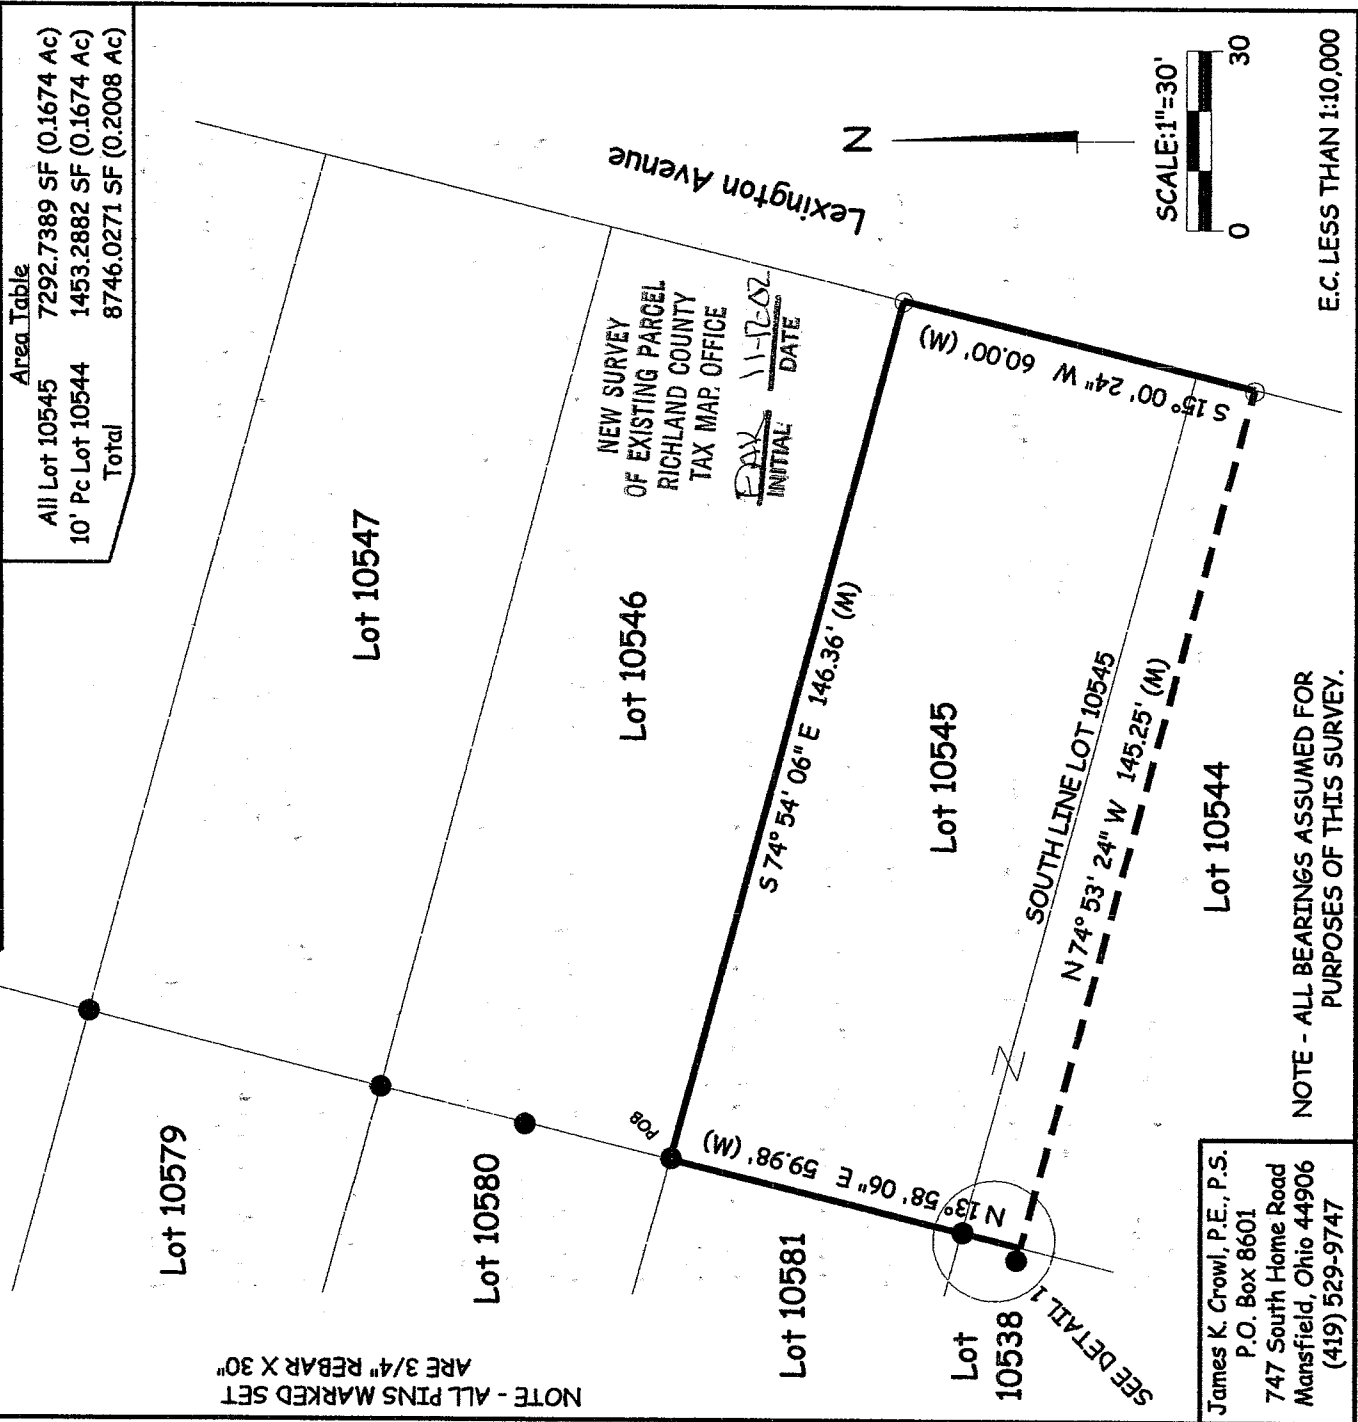 Area Table
All Lot 10545 7292.7389 SF (0.1674 Ac)
10' Pc Lot 10544 1453.2882 SF (0.1674 Ac)
Total 8746.0271 SF (0.2008 Ac)
Lot 10579
Lot 10547
Lot 10580
Lot 10546
Lexington Avenue
N
NEW SURVEY
OF EXISTING PARCEL
RICHLAND COUNTY
TAX MAP OFFICE
11-12-02
INITIAL DATE
POB
S 74° 54' 06" E 146.36' (M)
S 15° 00' 24" W 60.00' (M)
N 13° 58' 06" E 59.98' (M)
Lot 10581
Lot 10545
SOUTH LINE LOT 10545
N 74° 53' 24" W 145.25' (M)
Lot
10538
SEE DETAIL 1
Lot 10544
SCALE:1"=30'
0 30
NOTE - ALL PINS MARKED SET
ARE 3/4" REBAR X 30"
James K. Crowl, P.E., P.S.
P.O. Box 8601
747 South Home Road
Mansfield, Ohio 44906
(419) 529-9747
NOTE - ALL BEARINGS ASSUMED FOR
PURPOSES OF THIS SURVEY.
E.C. LESS THAN 1:10,000